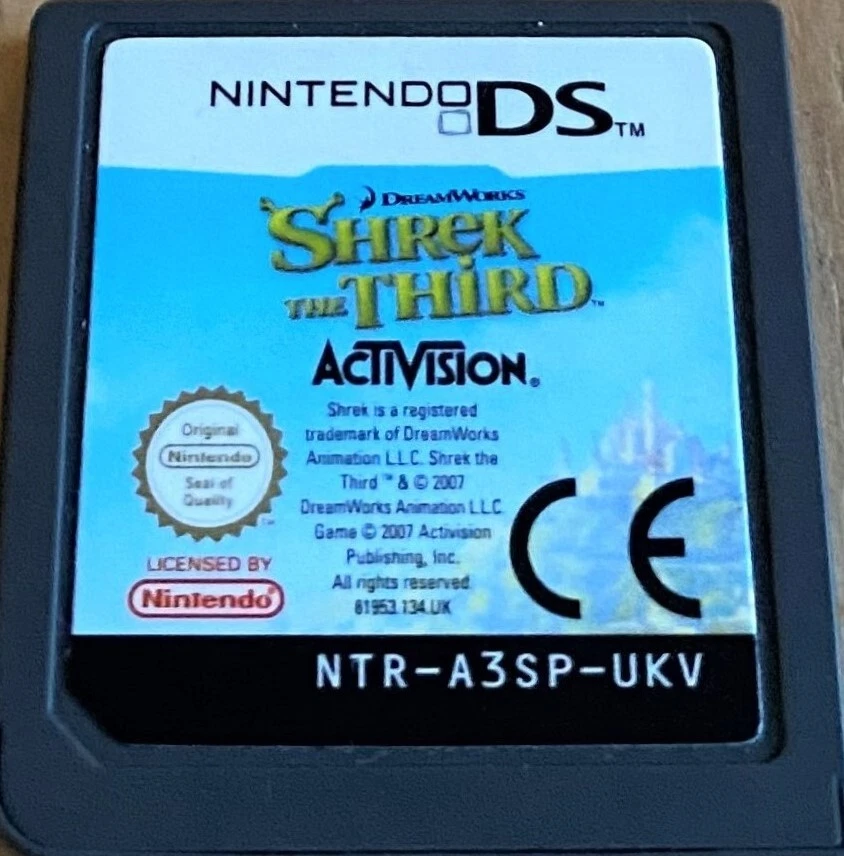 NINTENDO DS™
DREAMWORKS
SHREK
THE THIRD™
ACTIVISION®
Shrek is a registered
trademark of DreamWorks
Animation L.L.C. Shrek the
Third ™ & © 2007
DreamWorks Animation L.L.C.
Game © 2007 Activision
Publishing, Inc.
All rights reserved.
81953.134.UK
Original
Nintendo
Seal of
Quality
™
LICENSED BY
Nintendo®
CE
NTR-A3SP-UKV